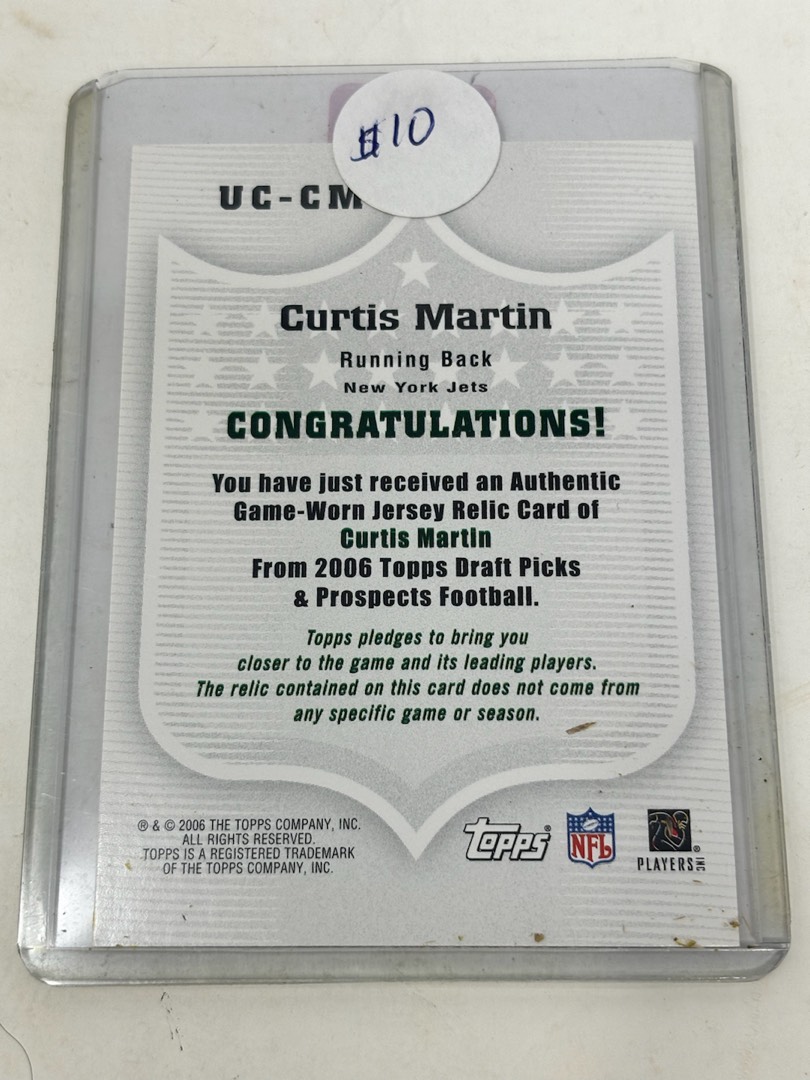 $10
UC-CM
Curtis Martin
Running Back
New York Jets
CONGRATULATIONS!
You have just received an Authentic
Game-Worn Jersey Relic Card of
Curtis Martin
From 2006 Topps Draft Picks
& Prospects Football.
Topps pledges to bring you
closer to the game and its leading players.
The relic contained on this card does not come from
any specific game or season.
® & © 2006 THE TOPPS COMPANY, INC.
ALL RIGHTS RESERVED.
TOPPS IS A REGISTERED TRADEMARK
OF THE TOPPS COMPANY, INC.
Topps®
NFL
PLAYERS INC ®